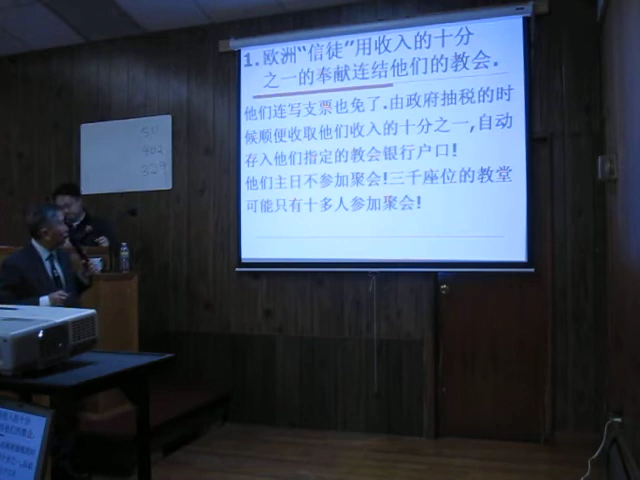 1.欧洲“信徒”用收入的十分
之一的奉献连结他们的教会.
他们连写支票也免了.由政府抽税的时
候顺便收取他们收入的十分之一,自动
存入他们指定的教会银行户口!
他们主日不参加聚会!三千座位的教堂
可能只有十多人参加聚会!
50
402
329